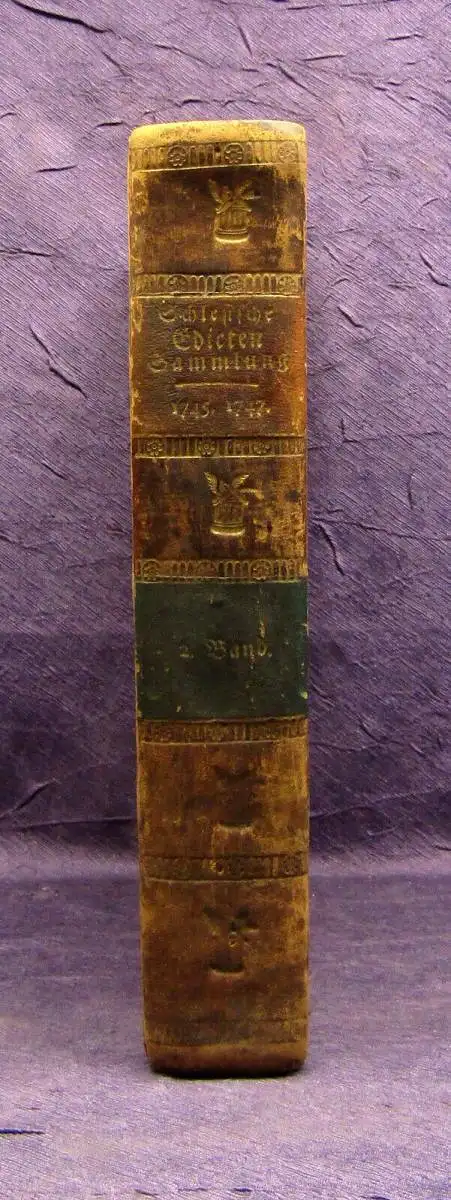 Schlesische
Edicten
Sammlung
1745. 1747.
2. Band.